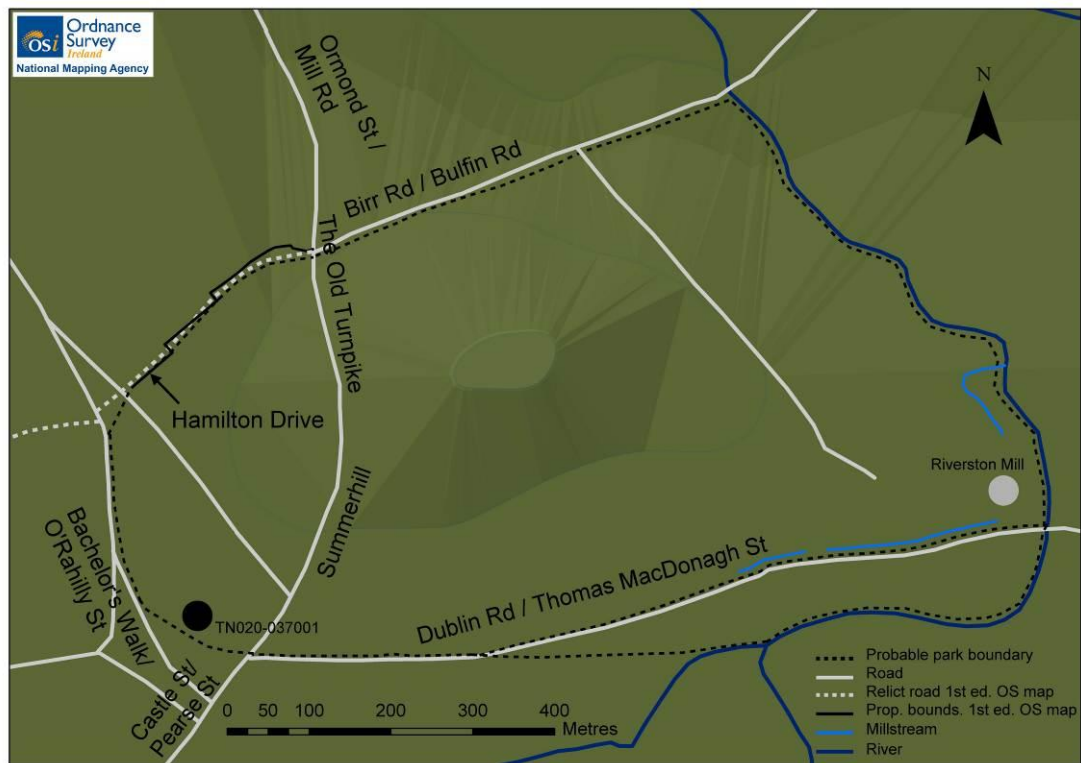 OSi Ordnance
Survey
Ireland
National Mapping Agency
Ormond St /
Mill Rd
N
Birr Rd / Bulfin Rd
The Old Turnpike
Hamilton Drive
Riverston Mill
Summerhill
Bachelor's Walk/
O'Rahilly St
Dublin Rd / Thomas MacDonagh St
TN020-037001
Castle St/
Pearse St
0 50 100 200 300 400
Metres
Probable park boundary
Road
Relict road 1st ed. OS map
Prop. bounds. 1st ed. OS map
Millstream
River